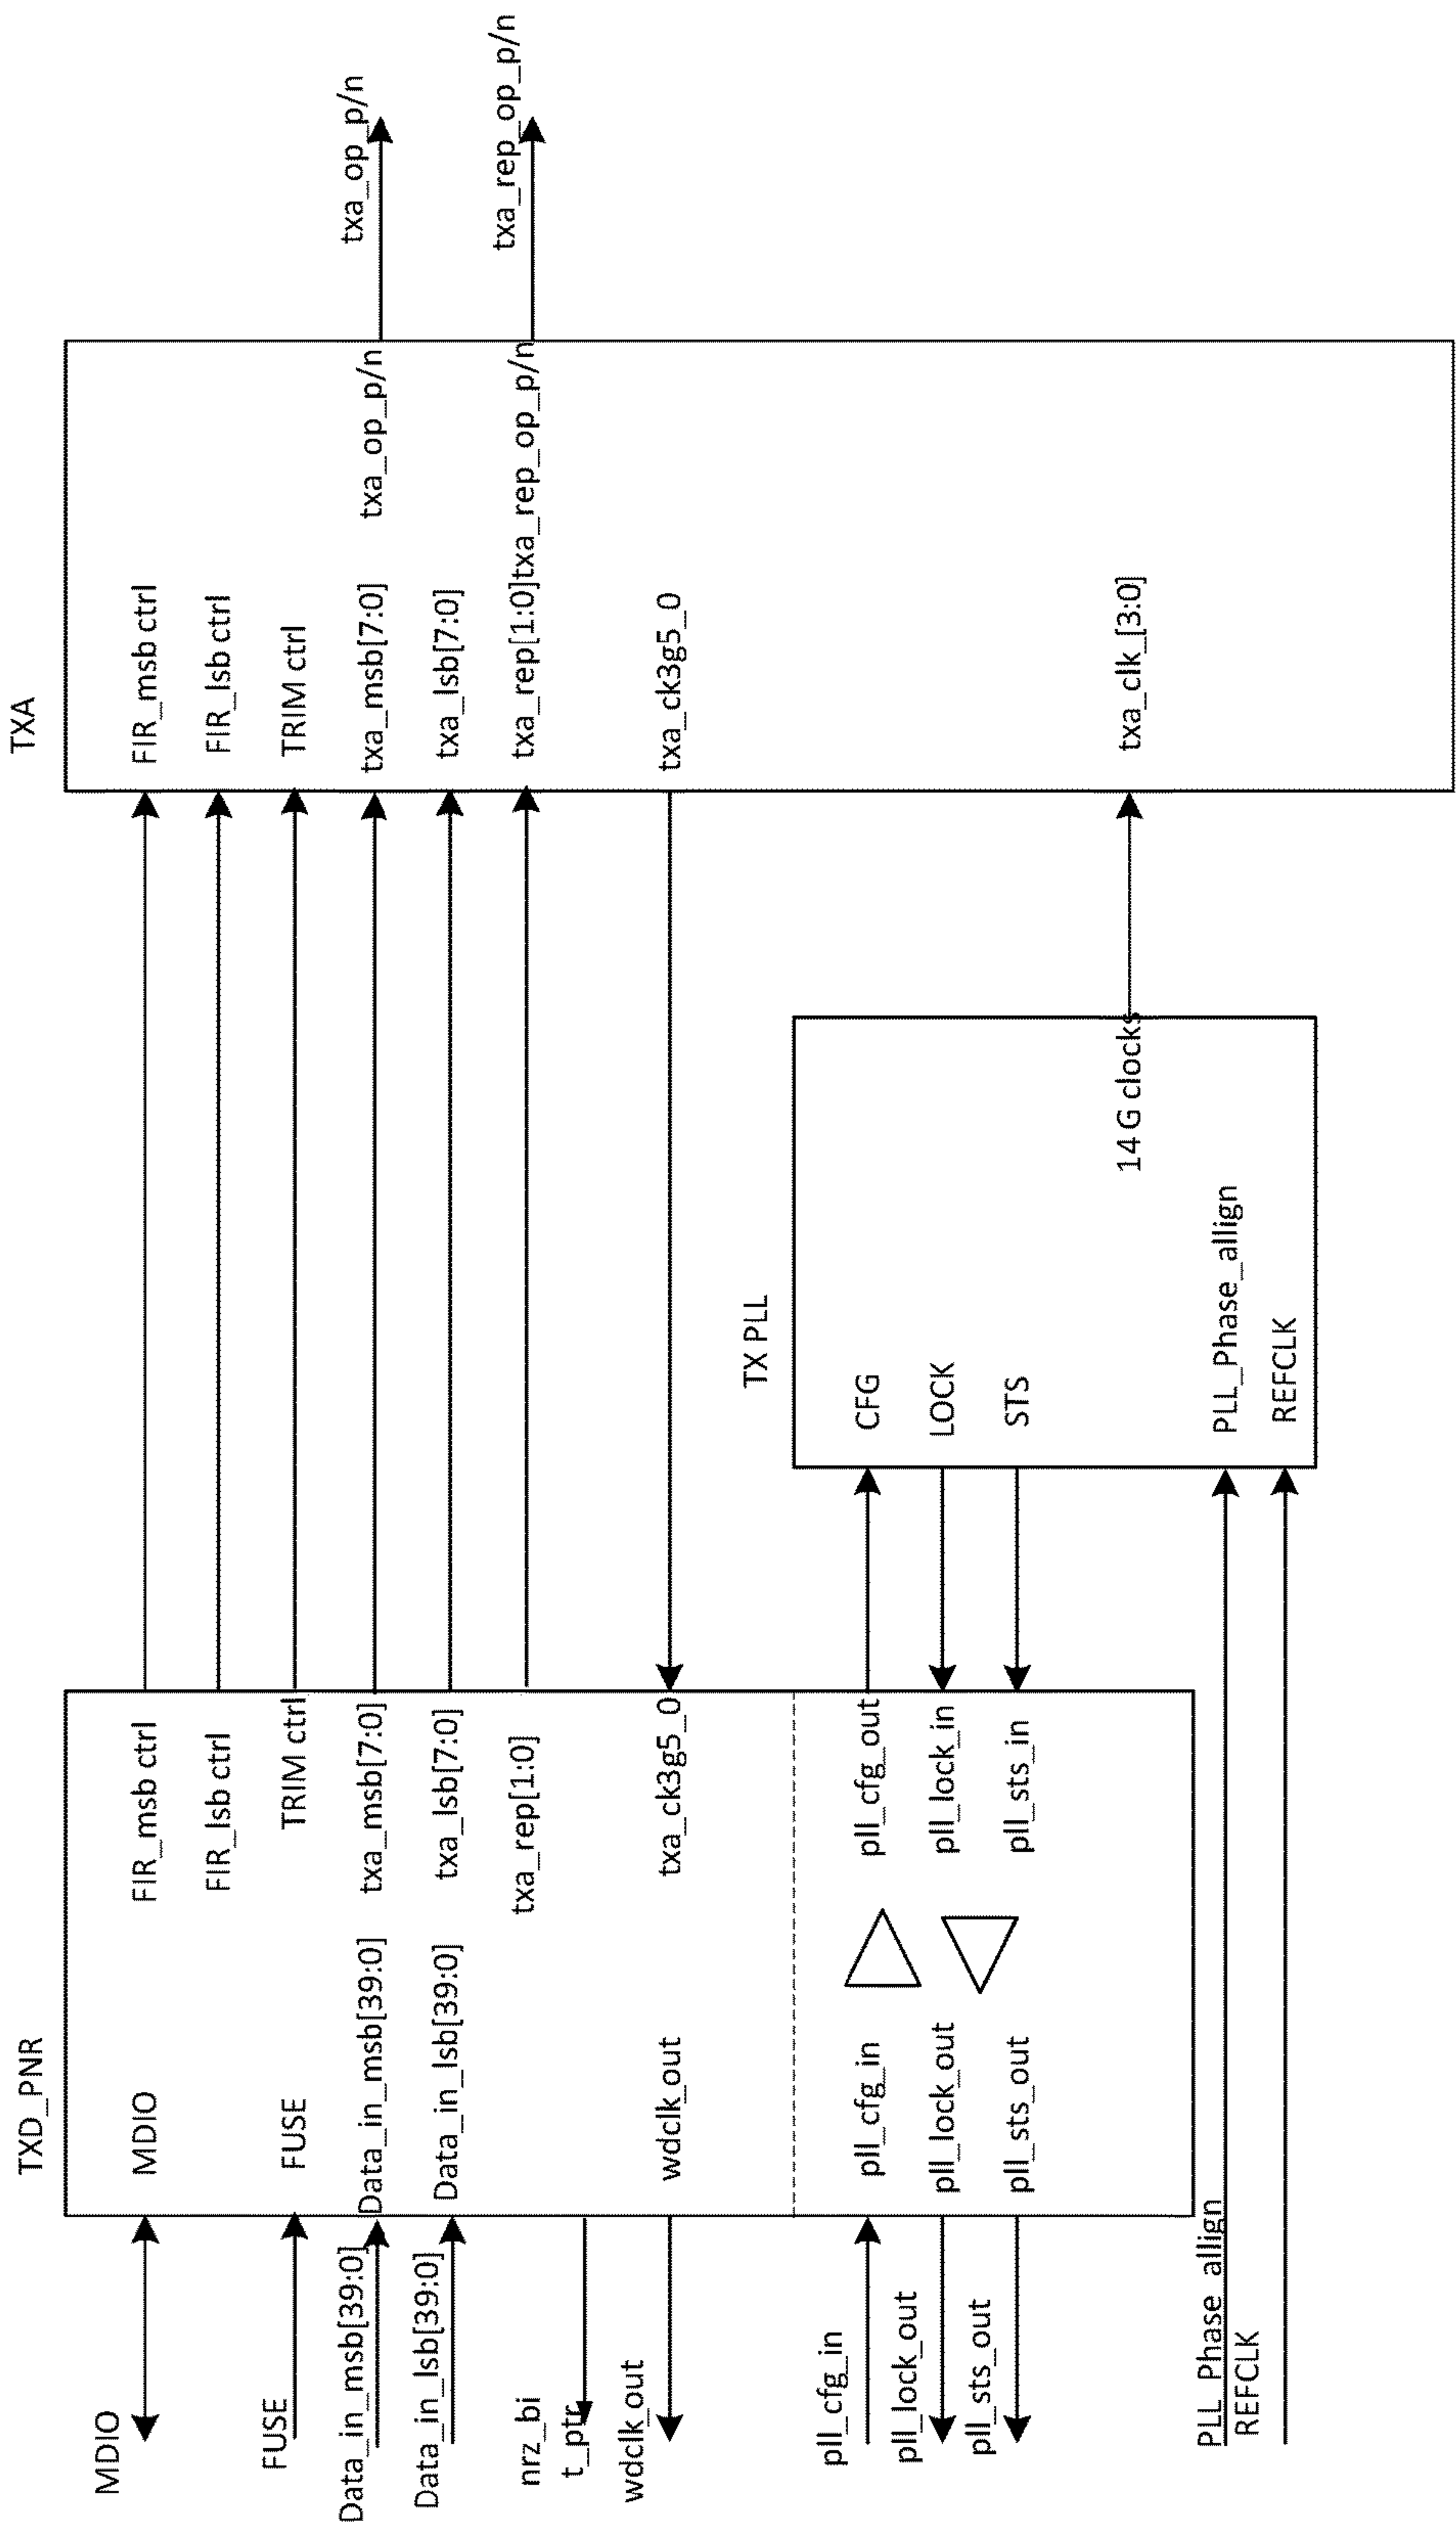 TXD_PNR
TXA
MDIO
MDIO
FIR_msb ctrl
FIR_msb ctrl
FIR_lsb ctrl
FIR_lsb ctrl
FUSE
FUSE
TRIM ctrl
TRIM ctrl
Data_in_msb[39:0]
Data_in_msb[39:0]
txa_msb[7:0]
txa_msb[7:0]
txa_op_p/n
txa_op_p/n
Data_in_lsb[39:0]
Data_in_lsb[39:0]
txa_lsb[7:0]
txa_lsb[7:0]
nrz_bi
t_ptr
txa_rep[1:0]
txa_rep[1:0]txa_rep_op_p/n
txa_rep_op_p/n
wdclk_out
wdclk_out
txa_ck3g5_0
txa_ck3g5_0
TX PLL
pll_cfg_in
pll_cfg_in
pll_cfg_out
CFG
pll_lock_out
pll_lock_out
pll_lock_in
LOCK
pll_sts_out
pll_sts_out
pll_sts_in
STS
14 G clocks
txa_clk_[3:0]
PLL_Phase_allign
PLL_Phase_allign
REFCLK
REFCLK